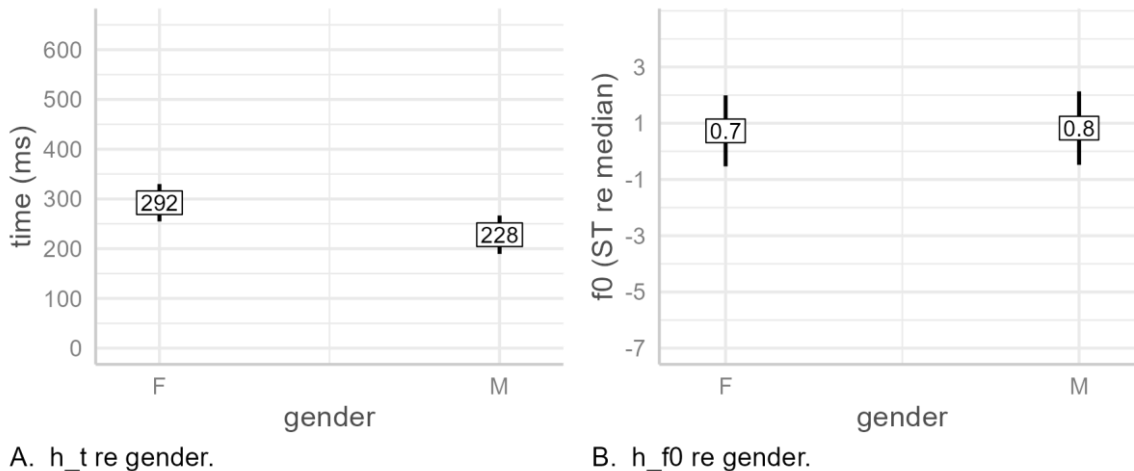 time (ms)
600
500
400
300
200
100
0
292
228
F
M
gender
A. h_t re gender.
f0 (ST re median)
3
1
-1
-3
-5
-7
0.7
0.8
F
M
gender
B. h_f0 re gender.